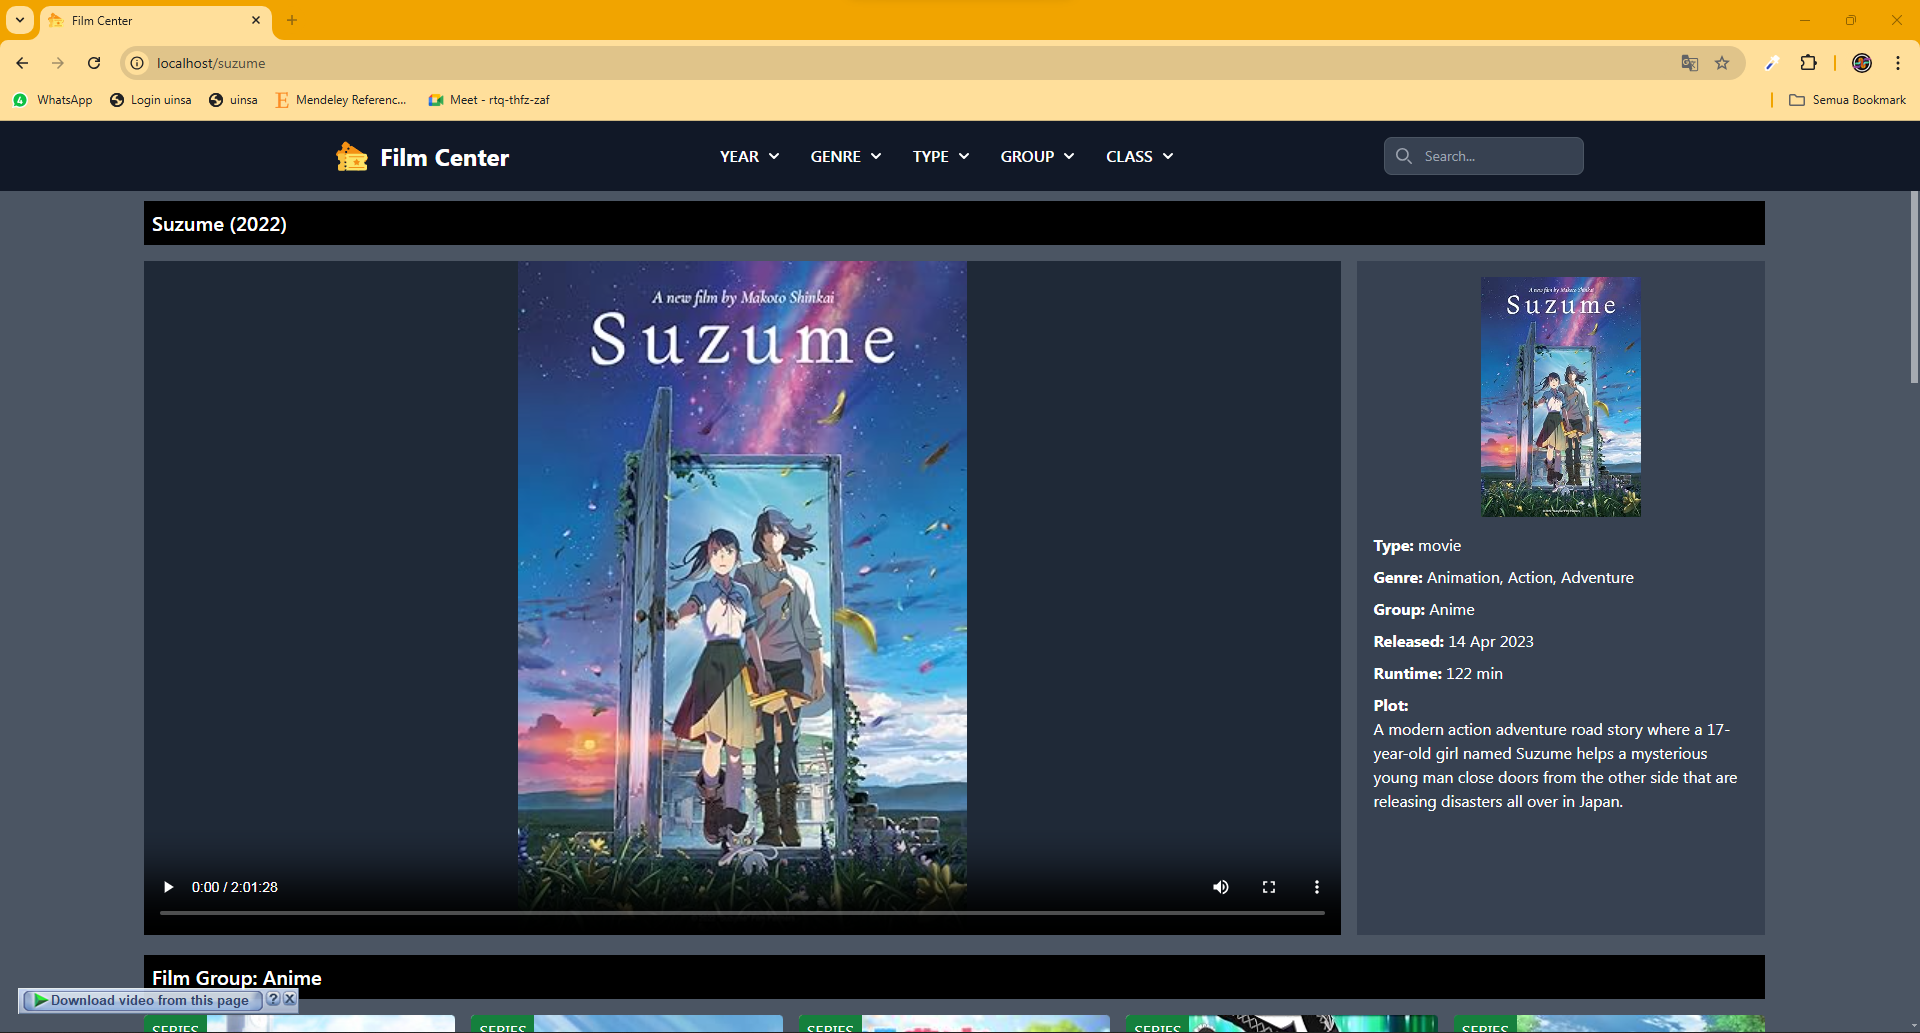 Film Center
localhost/suzume
WhatsApp
Login uinsa
uinsa
Mendeley Referenc...
Meet - rtq-thfz-zaf
Semua Bookmark
Film Center
YEAR
GENRE
TYPE
GROUP
CLASS
Search...
Suzume (2022)
A new film by Makoto Shinkai
Suzume
0:00 / 2:01:28
A new film by Makoto Shinkai
Suzume
Type: movie
Genre: Animation, Action, Adventure
Group: Anime
Released: 14 Apr 2023
Runtime: 122 min
Plot:
A modern action adventure road story where a 17-
year-old girl named Suzume helps a mysterious
young man close doors from the other side that are
releasing disasters all over in Japan.
Film Group: Anime
Download video from this page
?
SERIES
SERIES
SERIES
SERIES
SERIES